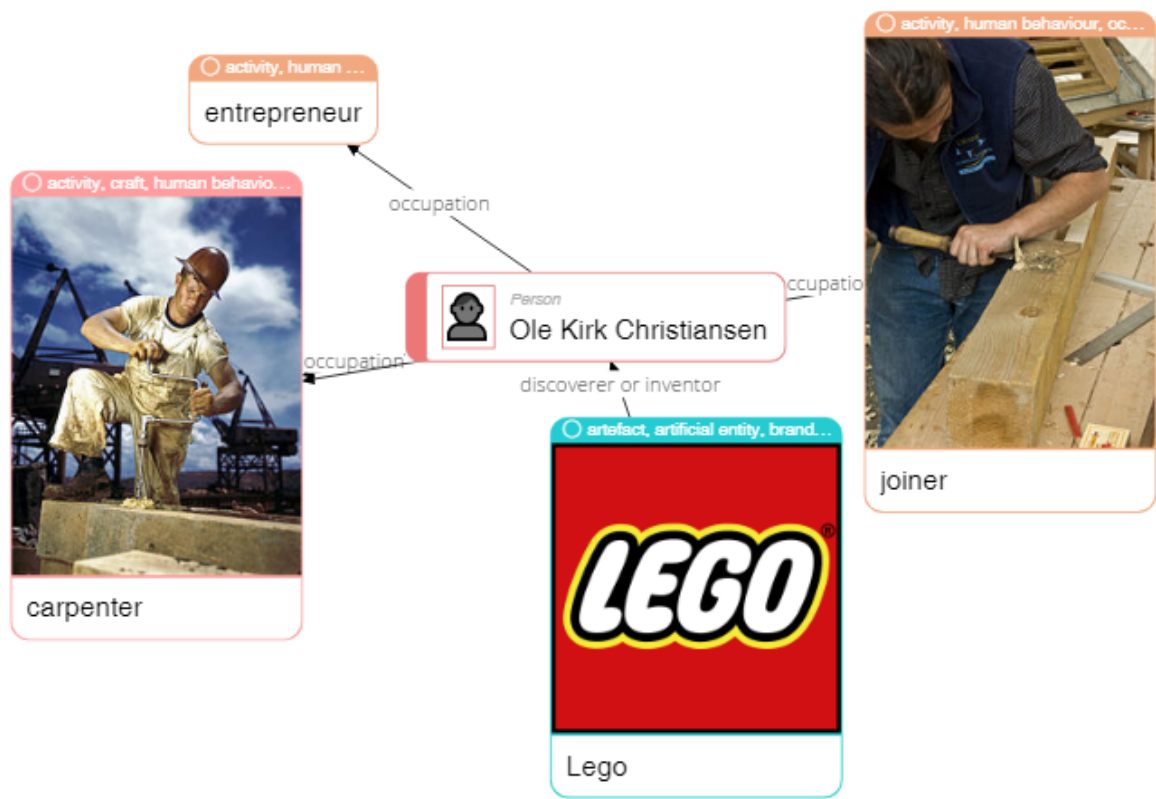 activity, human behaviour, oc...
activity, human ...
entrepreneur
activity, craft, human behavio...
occupation
Person
Ole Kirk Christiansen
ccupatio
occupation
discoverer or inventor
artefact, artificial entity, brand...
LEGO®
joiner
carpenter
Lego